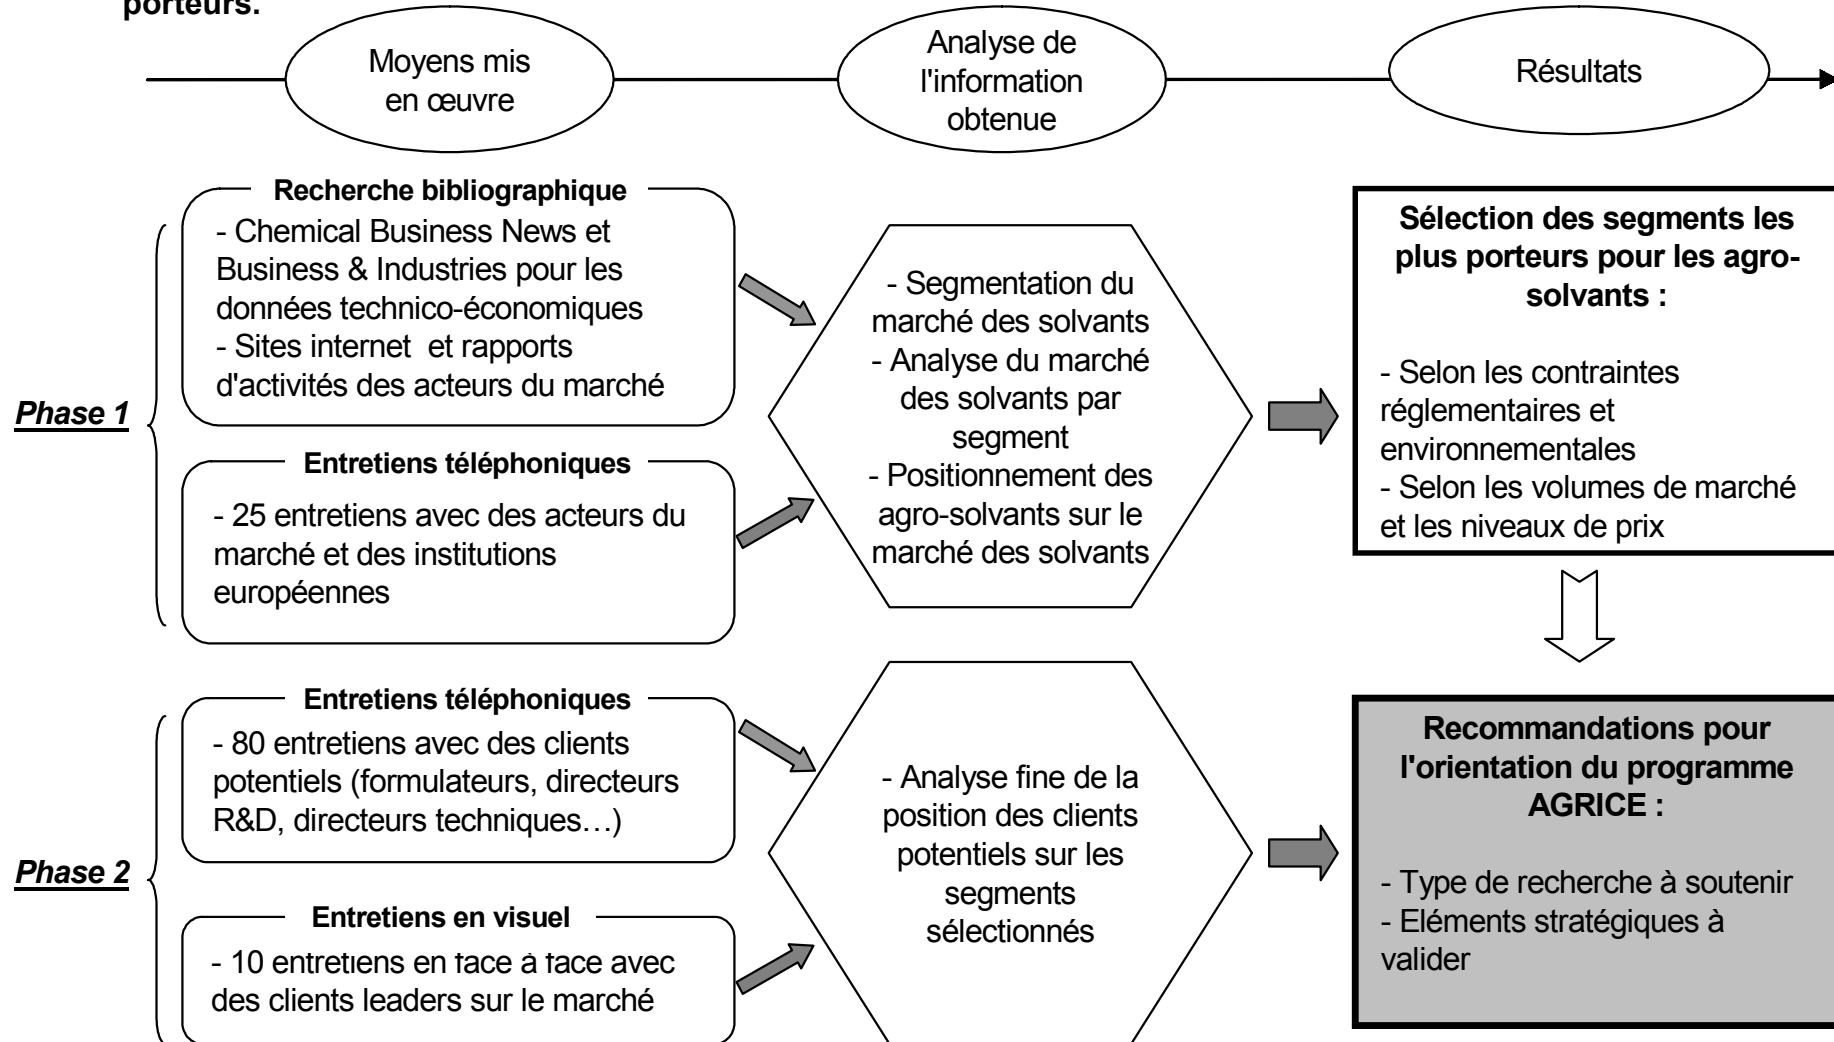 porteurs.
Moyens mis
en œuvre
Analyse de
l'information
obtenue
Résultats
Phase 1
Recherche bibliographique
- Chemical Business News et
Business & Industries pour les
données technico-économiques
- Sites internet et rapports
d'activités des acteurs du marché
Entretiens téléphoniques
- 25 entretiens avec des acteurs du
marché et des institutions
européennes
- Segmentation du
marché des solvants
- Analyse du marché
des solvants par
segment
- Positionnement des
agro-solvants sur le
marché des solvants
Sélection des segments les
plus porteurs pour les agro-
solvants :
- Selon les contraintes
réglementaires et
environnementales
- Selon les volumes de marché
et les niveaux de prix
Phase 2
Entretiens téléphoniques
- 80 entretiens avec des clients
potentiels (formulateurs, directeurs
R&D, directeurs techniques…)
Entretiens en visuel
- 10 entretiens en face à face avec
des clients leaders sur le marché
- Analyse fine de la
position des clients
potentiels sur les
segments
sélectionnés
Recommandations pour
l'orientation du programme
AGRICE :
- Type de recherche à soutenir
- Eléments stratégiques à
valider